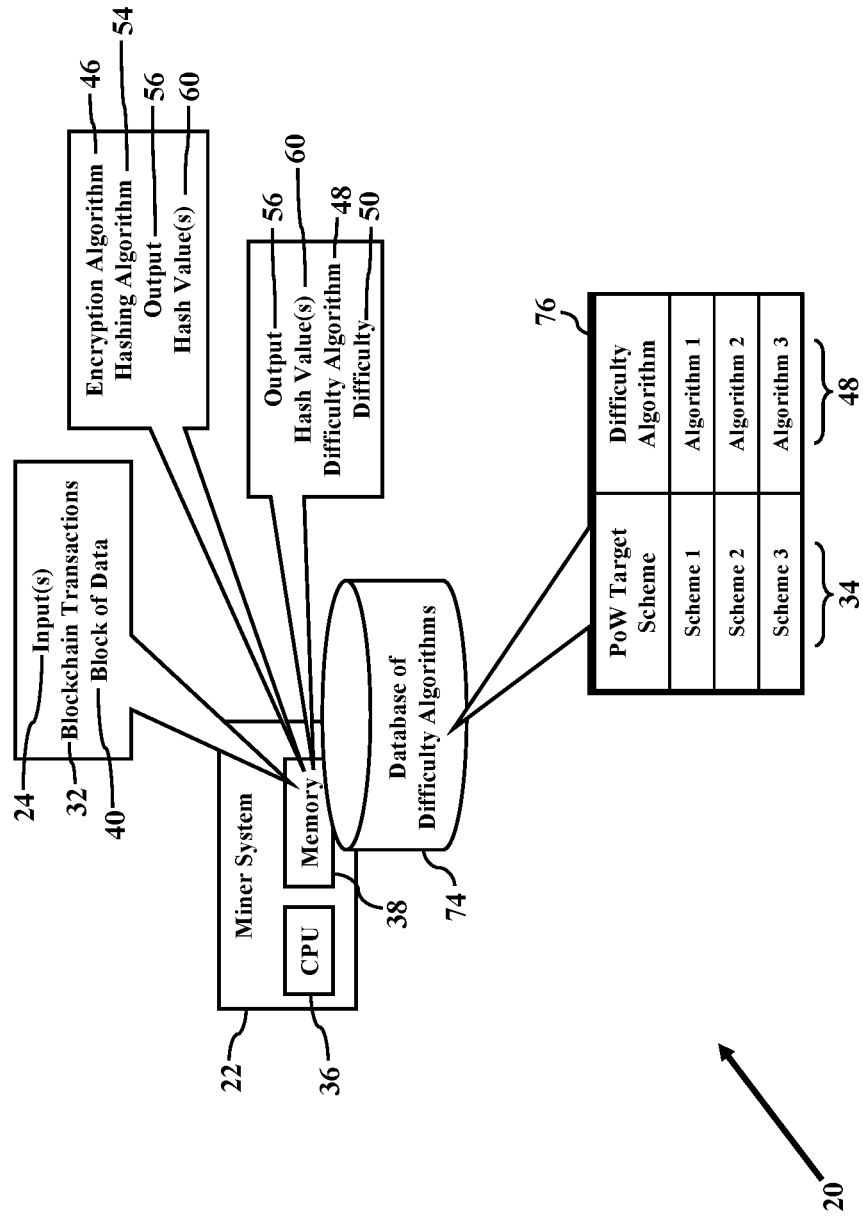 24 Input(s)
32 Blockchain Transactions
40 Block of Data
Encryption Algorithm 46
Hashing Algorithm 54
Output 56
Hash Value(s) 60
Output 56
Hash Value(s) 60
Difficulty Algorithm 48
Difficulty 50
22
Miner System
CPU
Memory
36
38
Database of
Difficulty Algorithms
74
76
PoW Target
Scheme
Difficulty
Algorithm
Scheme 1
Algorithm 1
Scheme 2
Algorithm 2
Scheme 3
Algorithm 3
34
48
20